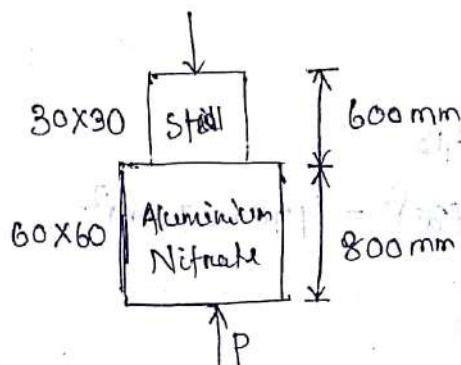 30X30
Steel
600mm
60X60
Aluminium
Nitrate
800mm
P